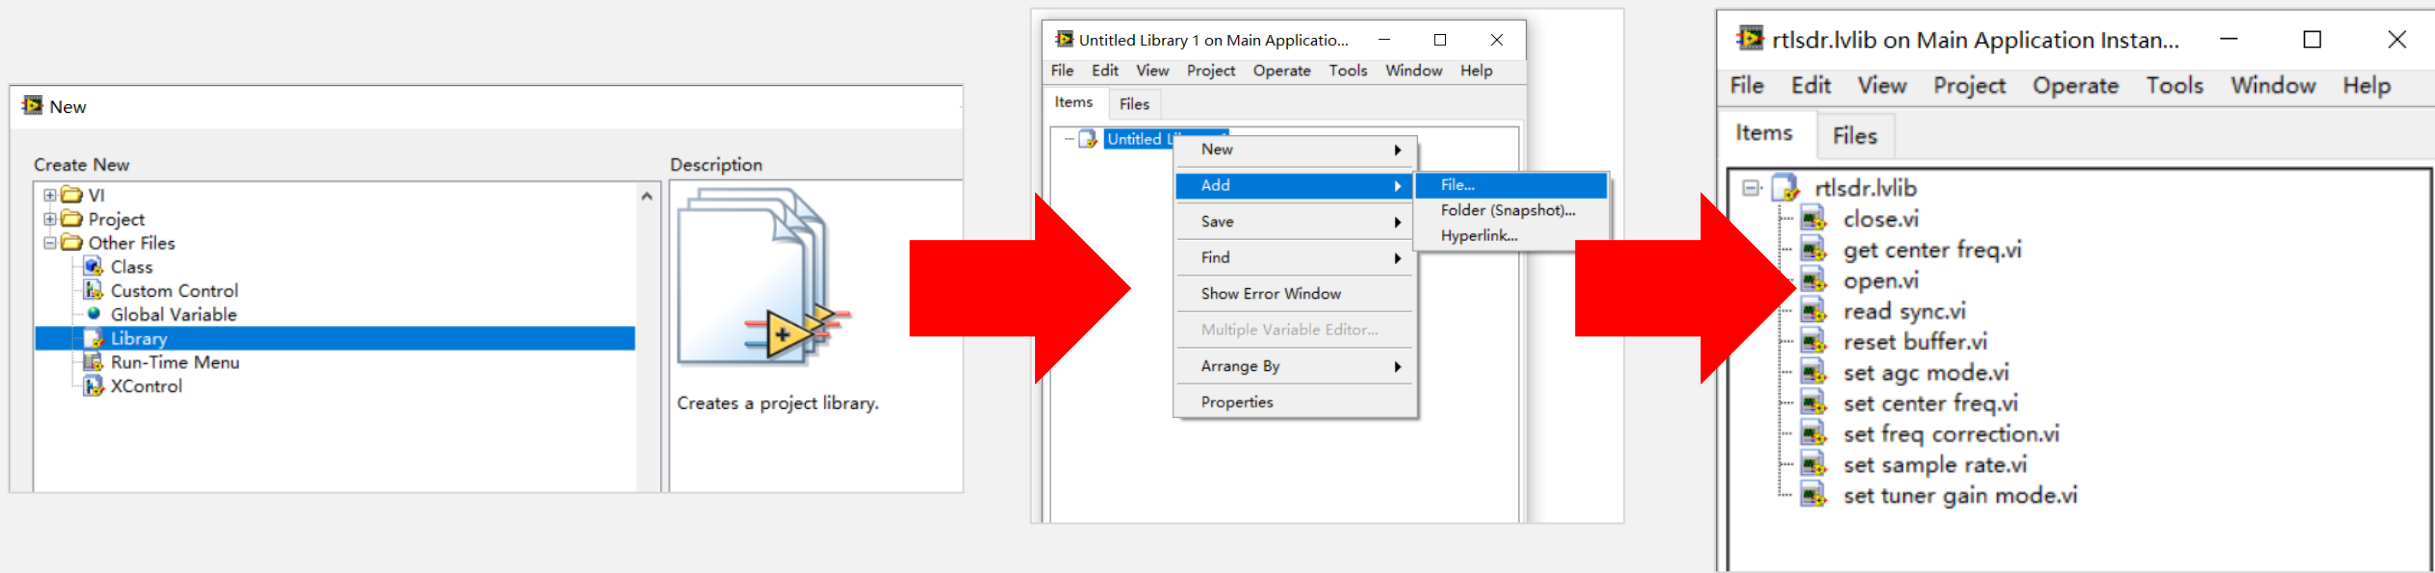 New
Create New
VI
Project
Other Files
Class
Custom Control
Global Variable
Library
Run-Time Menu
XControl
Description
Creates a project library.
Untitled Library 1 on Main Applicatio...
File Edit View Project Operate Tools Window Help
Items Files
Untitled
New
Add
Save
Find
Show Error Window
Multiple Variable Editor...
Arrange By
Properties
File...
Folder (Snapshot)...
Hyperlink...
rtlsdr.lvlib on Main Application Instan...
File Edit View Project Operate Tools Window Help
Items Files
rtlsdr.lvlib
close.vi
get center freq.vi
open.vi
read sync.vi
reset buffer.vi
set agc mode.vi
set center freq.vi
set freq correction.vi
set sample rate.vi
set tuner gain mode.vi